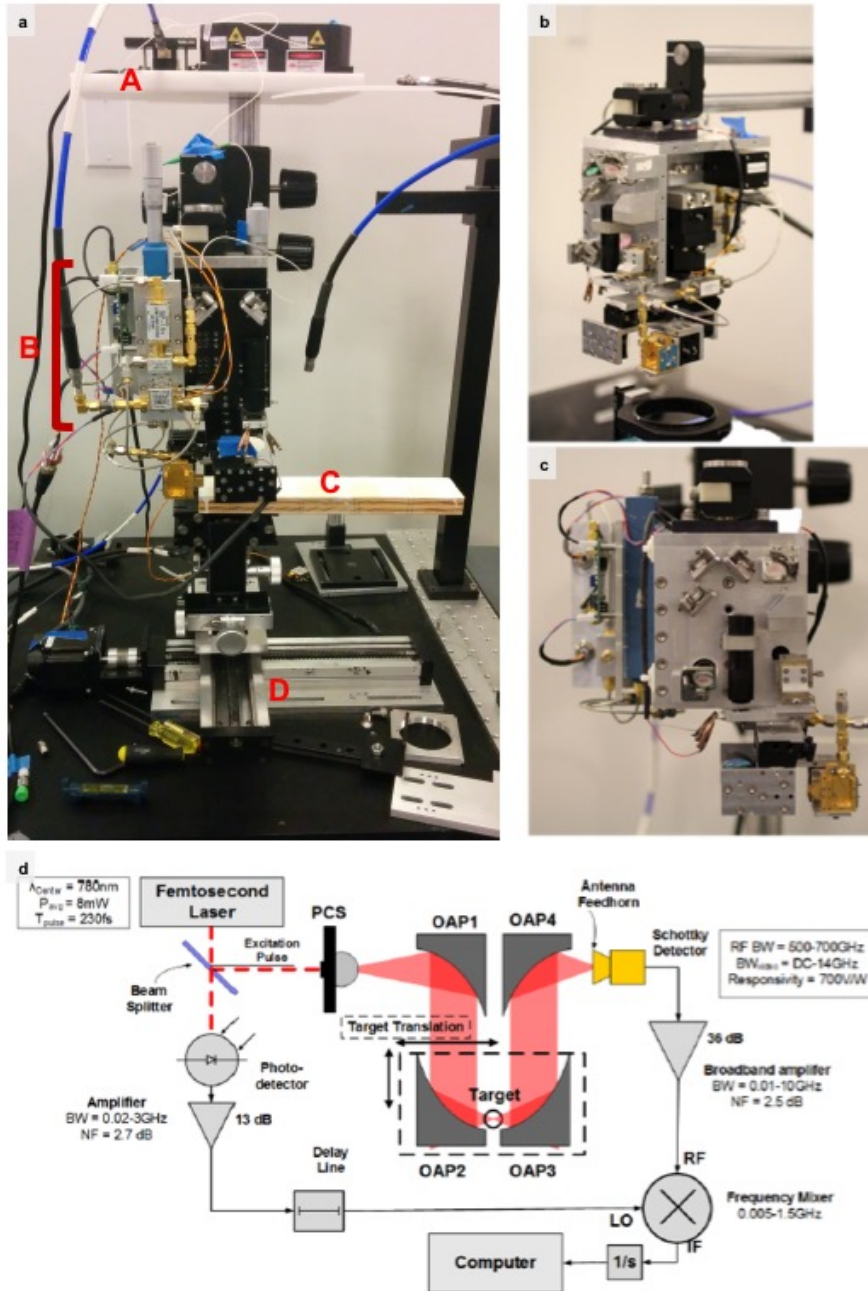 a
b
A
B
C
D
c
d
λCenter = 780nm
Pavg = 8mW
Tpulse = 230fs
Femtosecond
Laser
PCS
OAP1
OAP4
Antenna
Feedhorn
Schottky
Detector
RF BW = 500-700GHz
BWvideo = DC-14GHz
Responsivity = 700V/W
Excitation
Pulse
Beam
Splitter
Target Translation
36 dB
Broadband amplifer
BW = 0.01-10GHz
NF = 2.5 dB
Photo-
detector
Target
Amplifier
BW = 0.02-3GHz
NF = 2.7 dB
13 dB
OAP2
OAP3
Delay
Line
RF
LO
IF
Frequency Mixer
0.005-1.5GHz
Computer
1/s